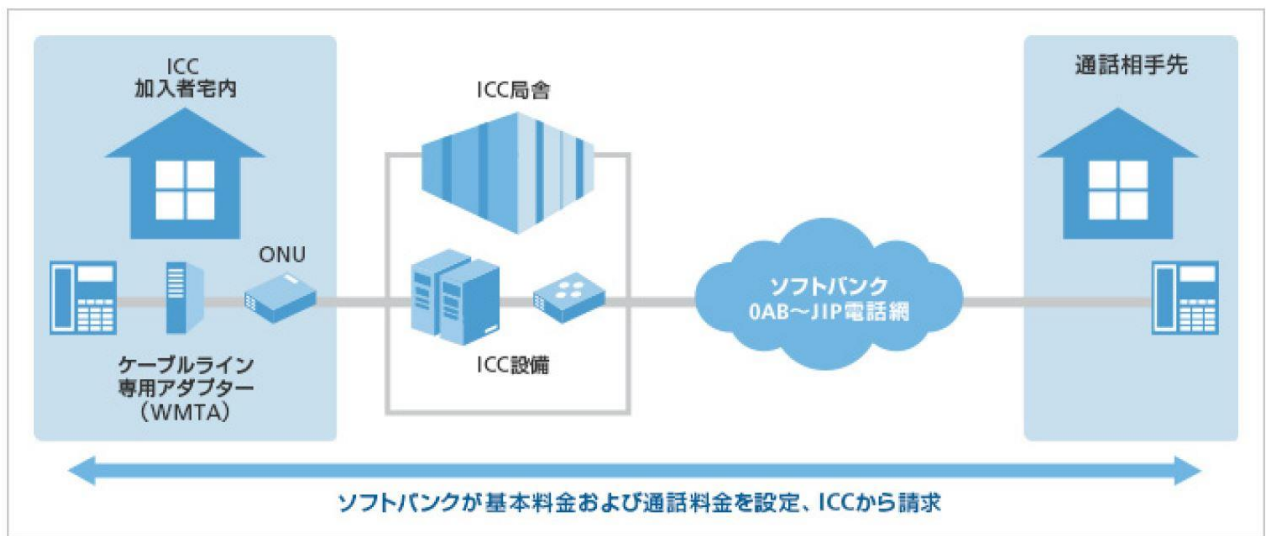 ICC
加入者宅内
ONU
ケーブルライン
専用アダプター
（WMTA）
ICC局舎
ICC設備
ソフトバンク
0AB～JIP電話網
通話相手先
ソフトバンクが基本料金および通話料金を設定、ICCから請求